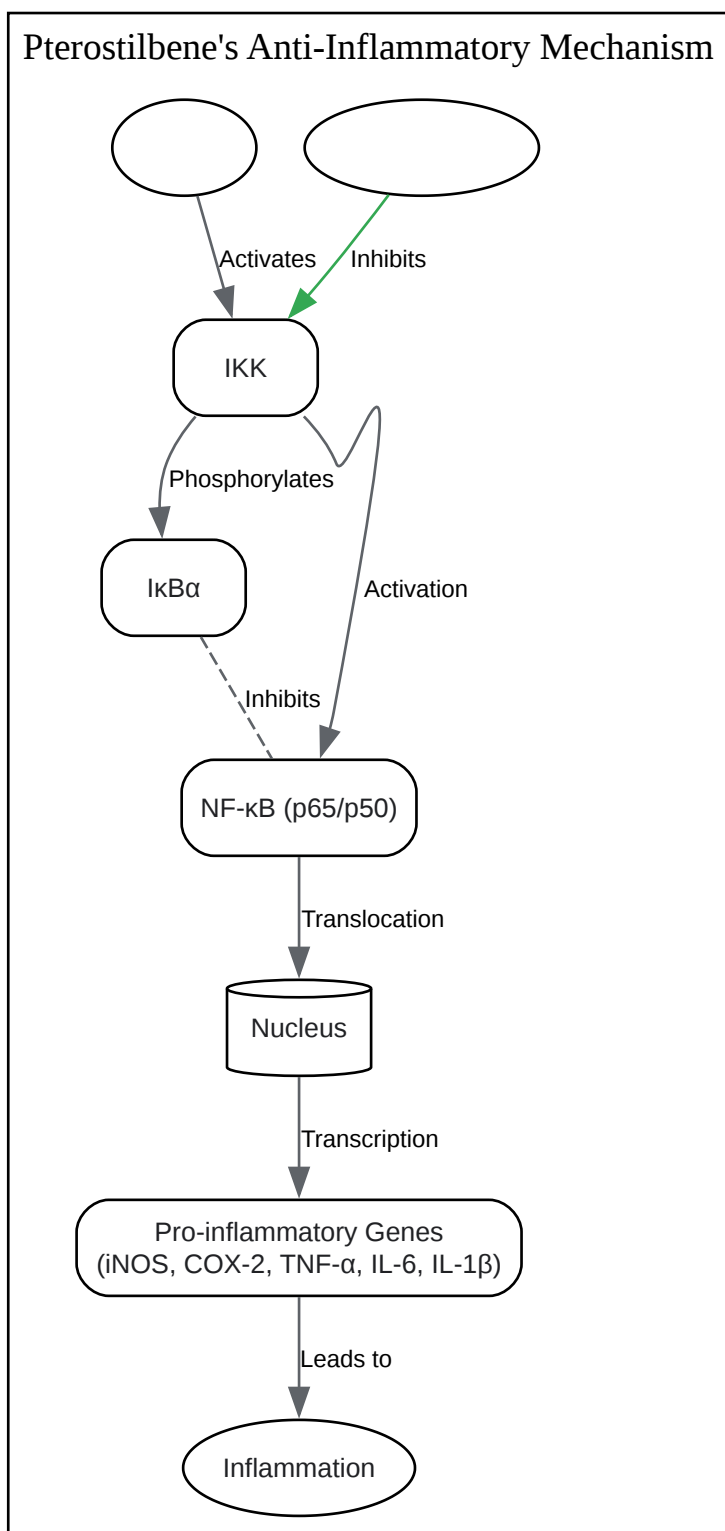 Pterostilbene's Anti-Inflammatory Mechanism
Activates
Inhibits
IKK
Phosphorylates
IκBα
Activation
Inhibits
NF-κB (p65/p50)
Translocation
Nucleus
Transcription
Pro-inflammatory Genes
(iNOS, COX-2, TNF-α, IL-6, IL-1β)
Leads to
Inflammation